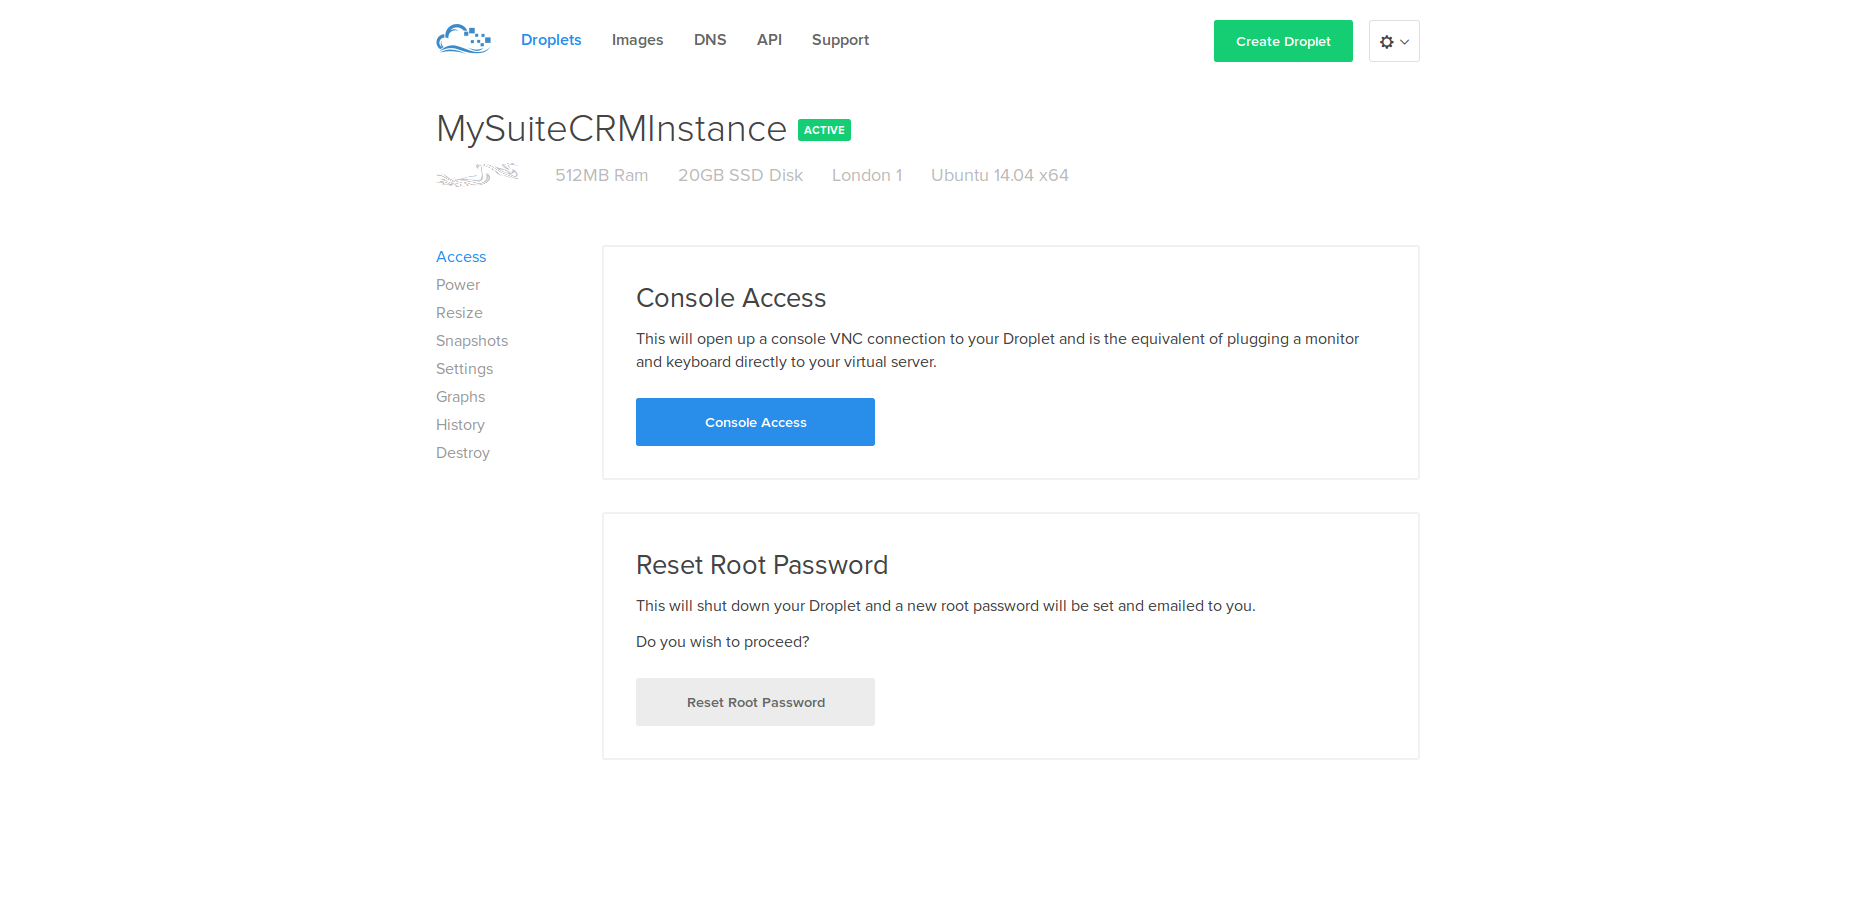 Droplets Images DNS API Support Create Droplet
MySuiteCRMInstance ACTIVE
512MB Ram 20GB SSD Disk London 1 Ubuntu 14.04 x64
Access
Power
Resize
Snapshots
Settings
Graphs
History
Destroy
Console Access
This will open up a console VNC connection to your Droplet and is the equivalent of plugging a monitor
and keyboard directly to your virtual server.
Console Access
Reset Root Password
This will shut down your Droplet and a new root password will be set and emailed to you.
Do you wish to proceed?
Reset Root Password